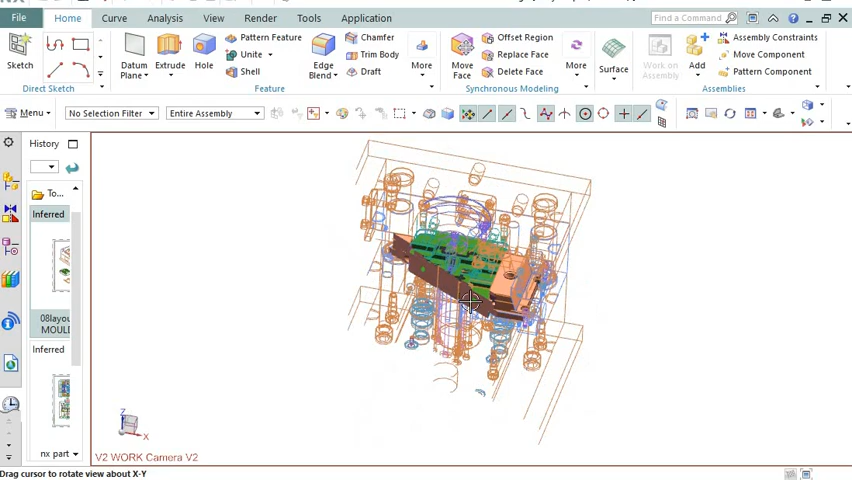 File Home Curve Analysis View Render Tools Application Find a Command
Sketch
Direct Sketch
Datum Plane
Extrude
Hole
Pattern Feature
Unite
Shell
Edge Blend
Chamfer
Trim Body
Draft
More
Feature
Move Face
Offset Region
Replace Face
Delete Face
More
Synchronous Modeling
Surface
Work on Assembly
Add
Assembly Constraints
Move Component
Pattern Component
Assemblies
Menu No Selection Filter Entire Assembly
History
To...
Inferred
08layou
MOULD
Inferred
nx part
Z
X
V2 WORK Camera V2
Drag cursor to rotate view about X-Y